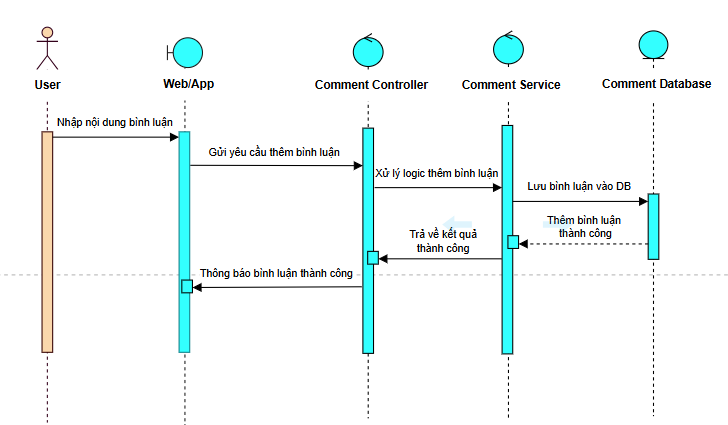 User
Web/App
Comment Controller
Comment Service
Comment Database
Nhập nội dung bình luận
Gửi yêu cầu thêm bình luận
Xử lý logic thêm bình luận
Lưu bình luận vào DB
Thêm bình luận
thành công
Trả về kết quả
thành công
Thông báo bình luận thành công